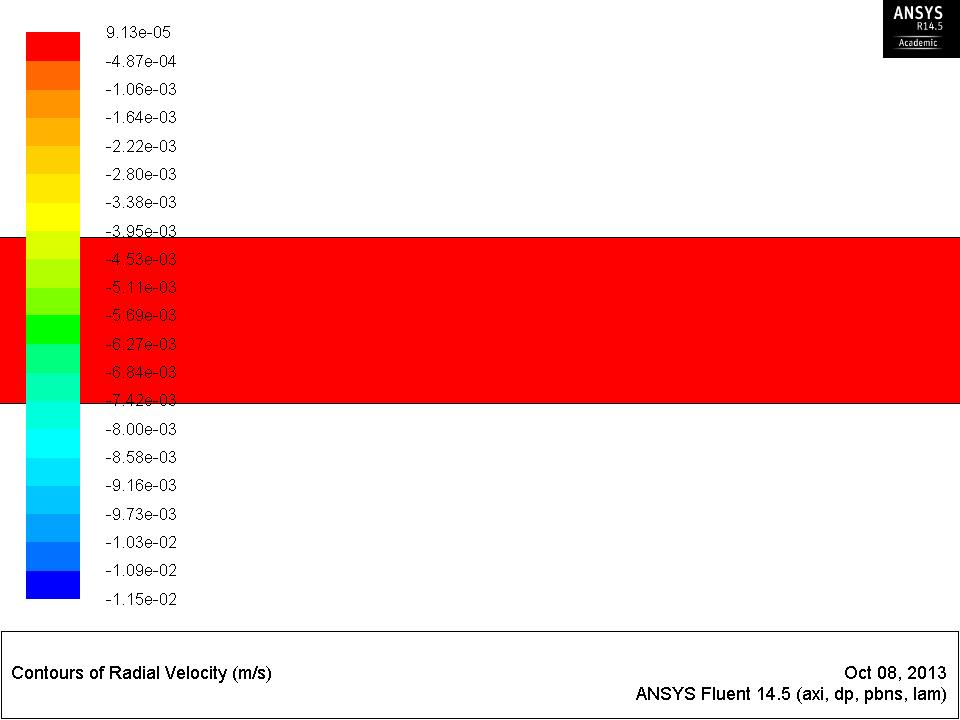 ANSYS
R14.5
Academic
9.13e-05
-4.87e-04
-1.06e-03
-1.64e-03
-2.22e-03
-2.80e-03
-3.38e-03
-3.95e-03
-4.53e-03
-5.11e-03
-5.69e-03
-6.27e-03
-6.84e-03
-7.42e-03
-8.00e-03
-8.58e-03
-9.16e-03
-9.73e-03
-1.03e-02
-1.09e-02
-1.15e-02
Contours of Radial Velocity (m/s)
Oct 08, 2013
ANSYS Fluent 14.5 (axi, dp, pbns, lam)